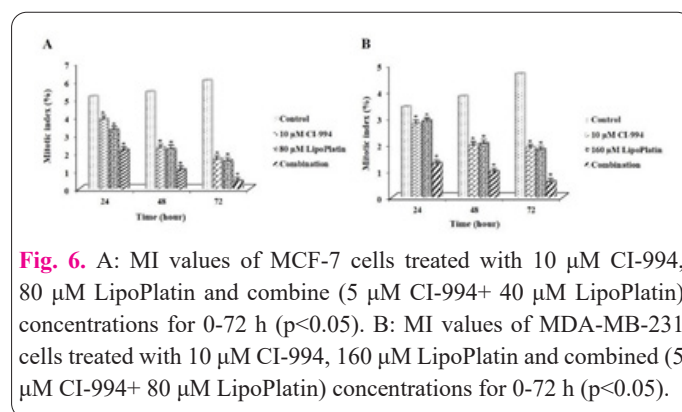 A
B
7
6
5
4
3
2
1
0
Mitotic index (%)
24
48
72
Time (hour)
Control
10 µM CI-994
80 µM LipoPlatin
Combination
5
4
3
2
1
0
Mitotic index (%)
24
48
72
Time (hour)
Control
10 µM CI-994
160 µM LipoPlatin
Combination
Fig. 6. A: MI values of MCF-7 cells treated with 10 µM CI-994,
80 µM LipoPlatin and combine (5 µM CI-994+ 40 µM LipoPlatin)
concentrations for 0-72 h (p<0.05). B: MI values of MDA-MB-231
cells treated with 10 µM CI-994, 160 µM LipoPlatin and combined (5
µM CI-994+ 80 µM LipoPlatin) concentrations for 0-72 h (p<0.05).